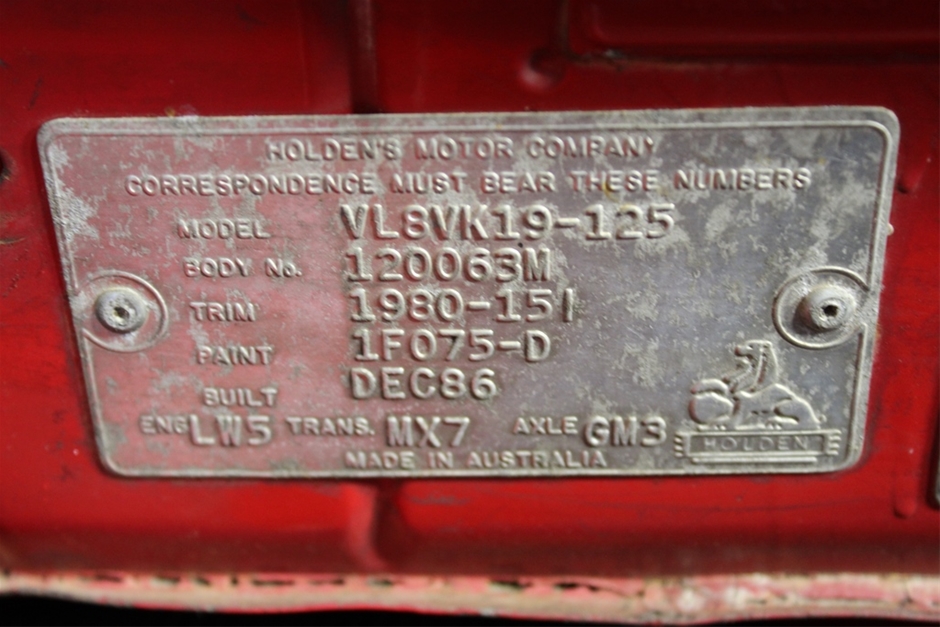 HOLDEN'S MOTOR COMPANY
CORRESPONDENCE MUST BEAR THESE NUMBERS
MODEL VL8VK19-125
BODY No. 120063M
TRIM 1980-151
PAINT 1F075-D
BUILT DEC86
ENG LW5 TRANS. MX7 AXLE GM3
HOLDEN
MADE IN AUSTRALIA